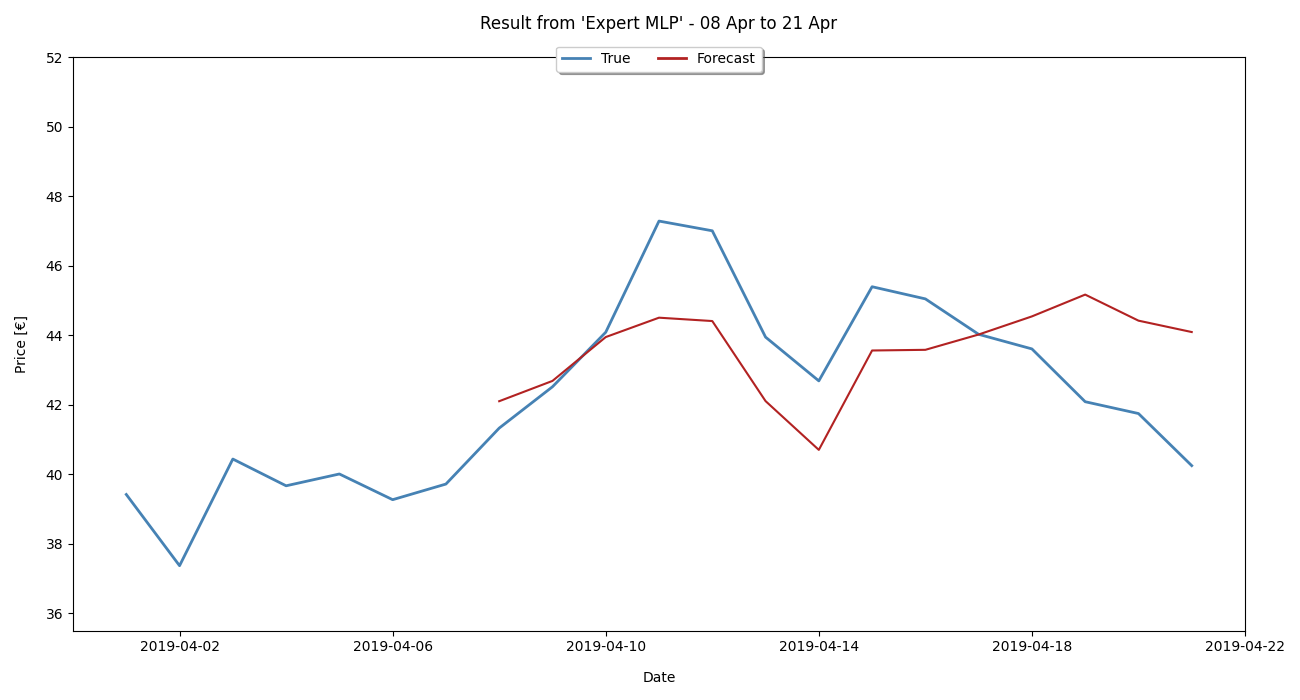 Result from 'Expert MLP' - 08 Apr to 21 Apr
True Forecast
52
50
48
46
44
42
40
38
36
Price [€]
2019-04-02 2019-04-06 2019-04-10 2019-04-14 2019-04-18 2019-04-22
Date